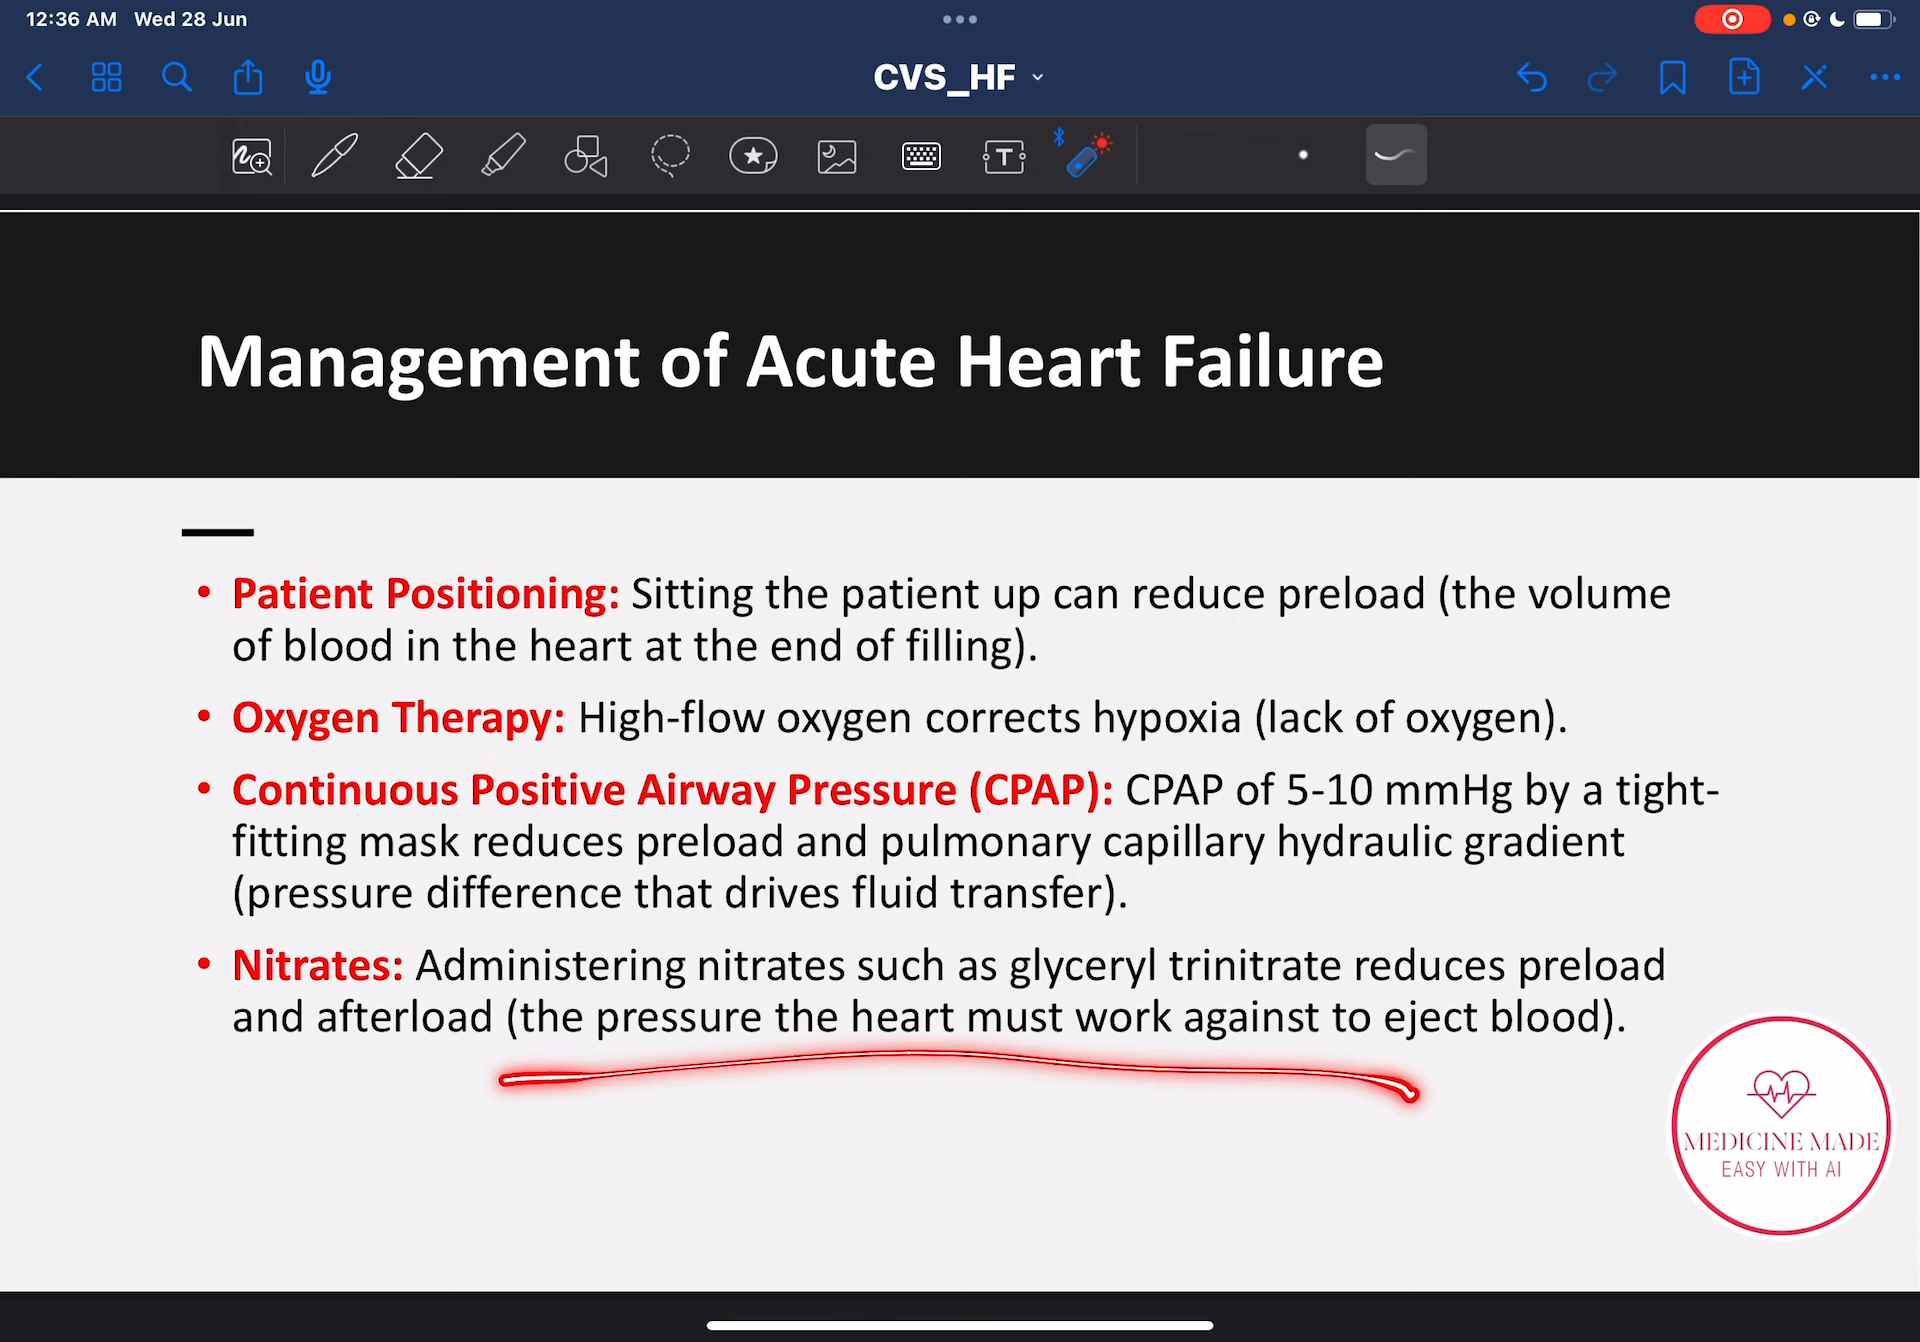 12:36 AM Wed 28 Jun
CVS_HF
T
Management of Acute Heart Failure
• Patient Positioning: Sitting the patient up can reduce preload (the volume
of blood in the heart at the end of filling).
• Oxygen Therapy: High-flow oxygen corrects hypoxia (lack of oxygen).
• Continuous Positive Airway Pressure (CPAP): CPAP of 5-10 mmHg by a tight-
fitting mask reduces preload and pulmonary capillary hydraulic gradient
(pressure difference that drives fluid transfer).
• Nitrates: Administering nitrates such as glyceryl trinitrate reduces preload
and afterload (the pressure the heart must work against to eject blood).
MEDICINE MADE
EASY WITH AI